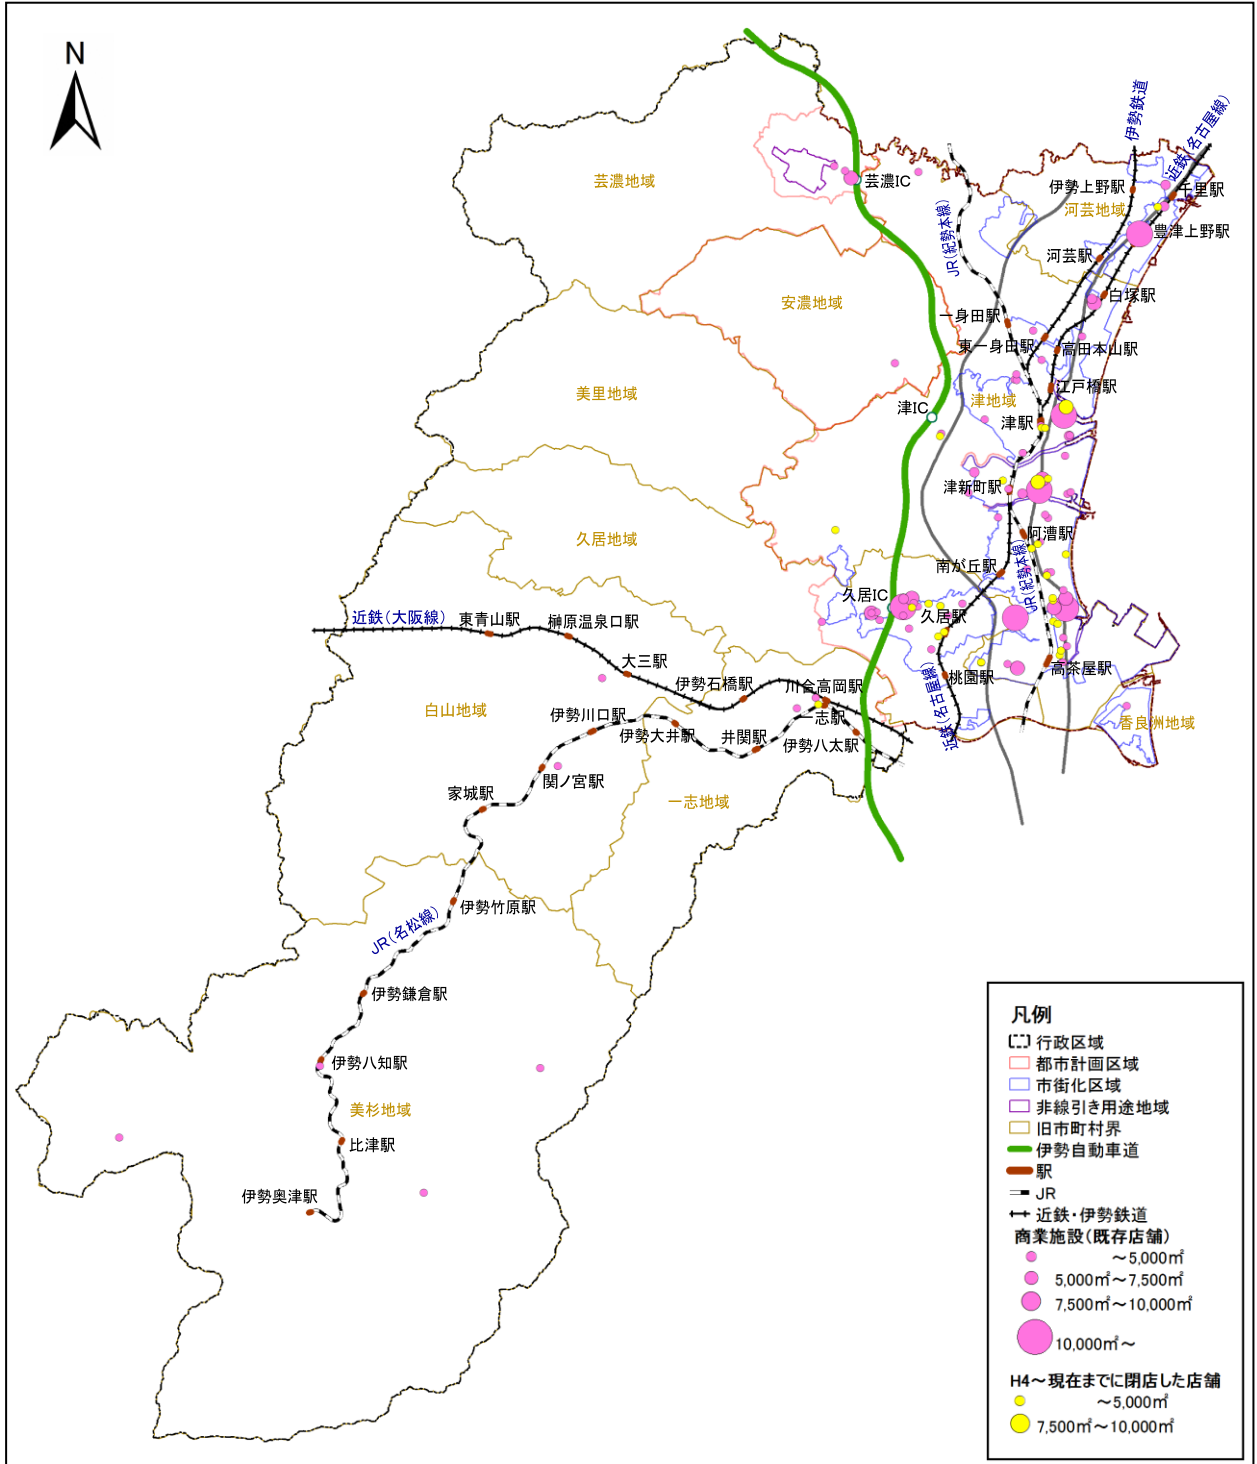 N
伊勢鉄道
近鉄(名古屋線)
芸濃地域
芸濃IC
伊勢上野駅
千里駅
河芸地域
豊津上野駅
JR(紀勢本線)
河芸駅
安濃地域
白塚駅
一身田駅
東一身田駅
高田本山駅
美里地域
江戸橋駅
津地域
津IC
津駅
津新町駅
久居地域
阿漕駅
南が丘駅
JR(紀勢本線)
久居IC
久居駅
近鉄(大阪線)
東青山駅
榊原温泉口駅
大三駅
高茶屋駅
桃園駅
伊勢石橋駅
川合高岡駅
近鉄(名古屋線)
白山地域
伊勢川口駅
一志駅
香良洲地域
伊勢大井駅
井関駅
伊勢八太駅
関ノ宮駅
家城駅
一志地域
伊勢竹原駅
JR(名松線)
伊勢鎌倉駅
伊勢八知駅
美杉地域
比津駅
伊勢奥津駅
凡例
行政区域
都市計画区域
市街化区域
非線引き用途地域
旧市町村界
伊勢自動車道
駅
JR
近鉄・伊勢鉄道
商業施設(既存店舗)
～5,000㎡
5,000㎡～7,500㎡
7,500㎡～10,000㎡
10,000㎡～
H4～現在までに閉店した店舗
～5,000㎡
7,500㎡～10,000㎡